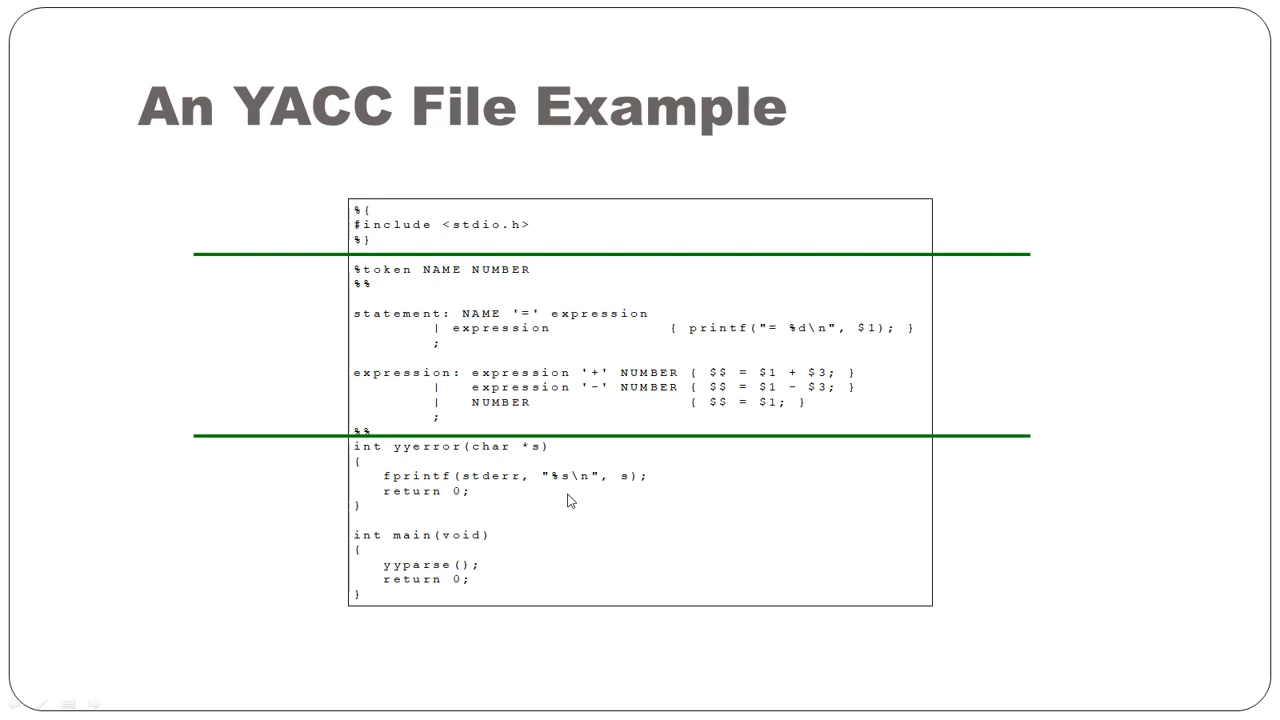 An YACC File Example
%{
#include <stdio.h>
%}
%token NAME NUMBER
%%
statement: NAME '=' expression
| expression { printf("= %d\n", $1); }
;
expression: expression '+' NUMBER { $$ = $1 + $3; }
| expression '-' NUMBER { $$ = $1 - $3; }
| NUMBER { $$ = $1; }
;
%%
int yyerror(char *s)
{
fprintf(stderr, "%s\n", s);
return 0;
}
int main(void)
{
yyparse();
return 0;
}